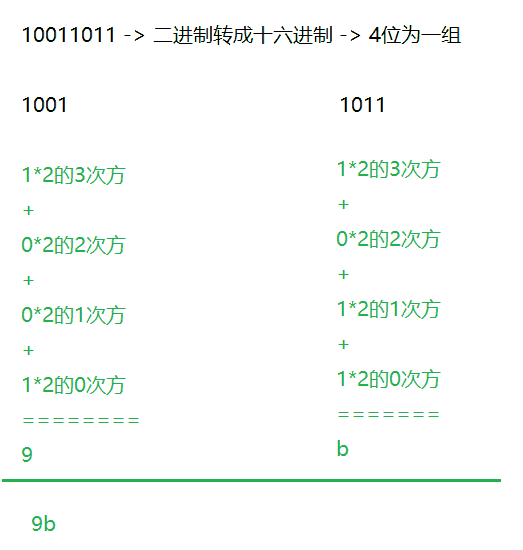 10011011 -> 二进制转成十六进制 -> 4位为一组
1001
1*2的3次方
+
0*2的2次方
+
0*2的1次方
+
1*2的0次方
========
9
1011
1*2的3次方
+
0*2的2次方
+
1*2的1次方
+
1*2的0次方
=======
b
9b